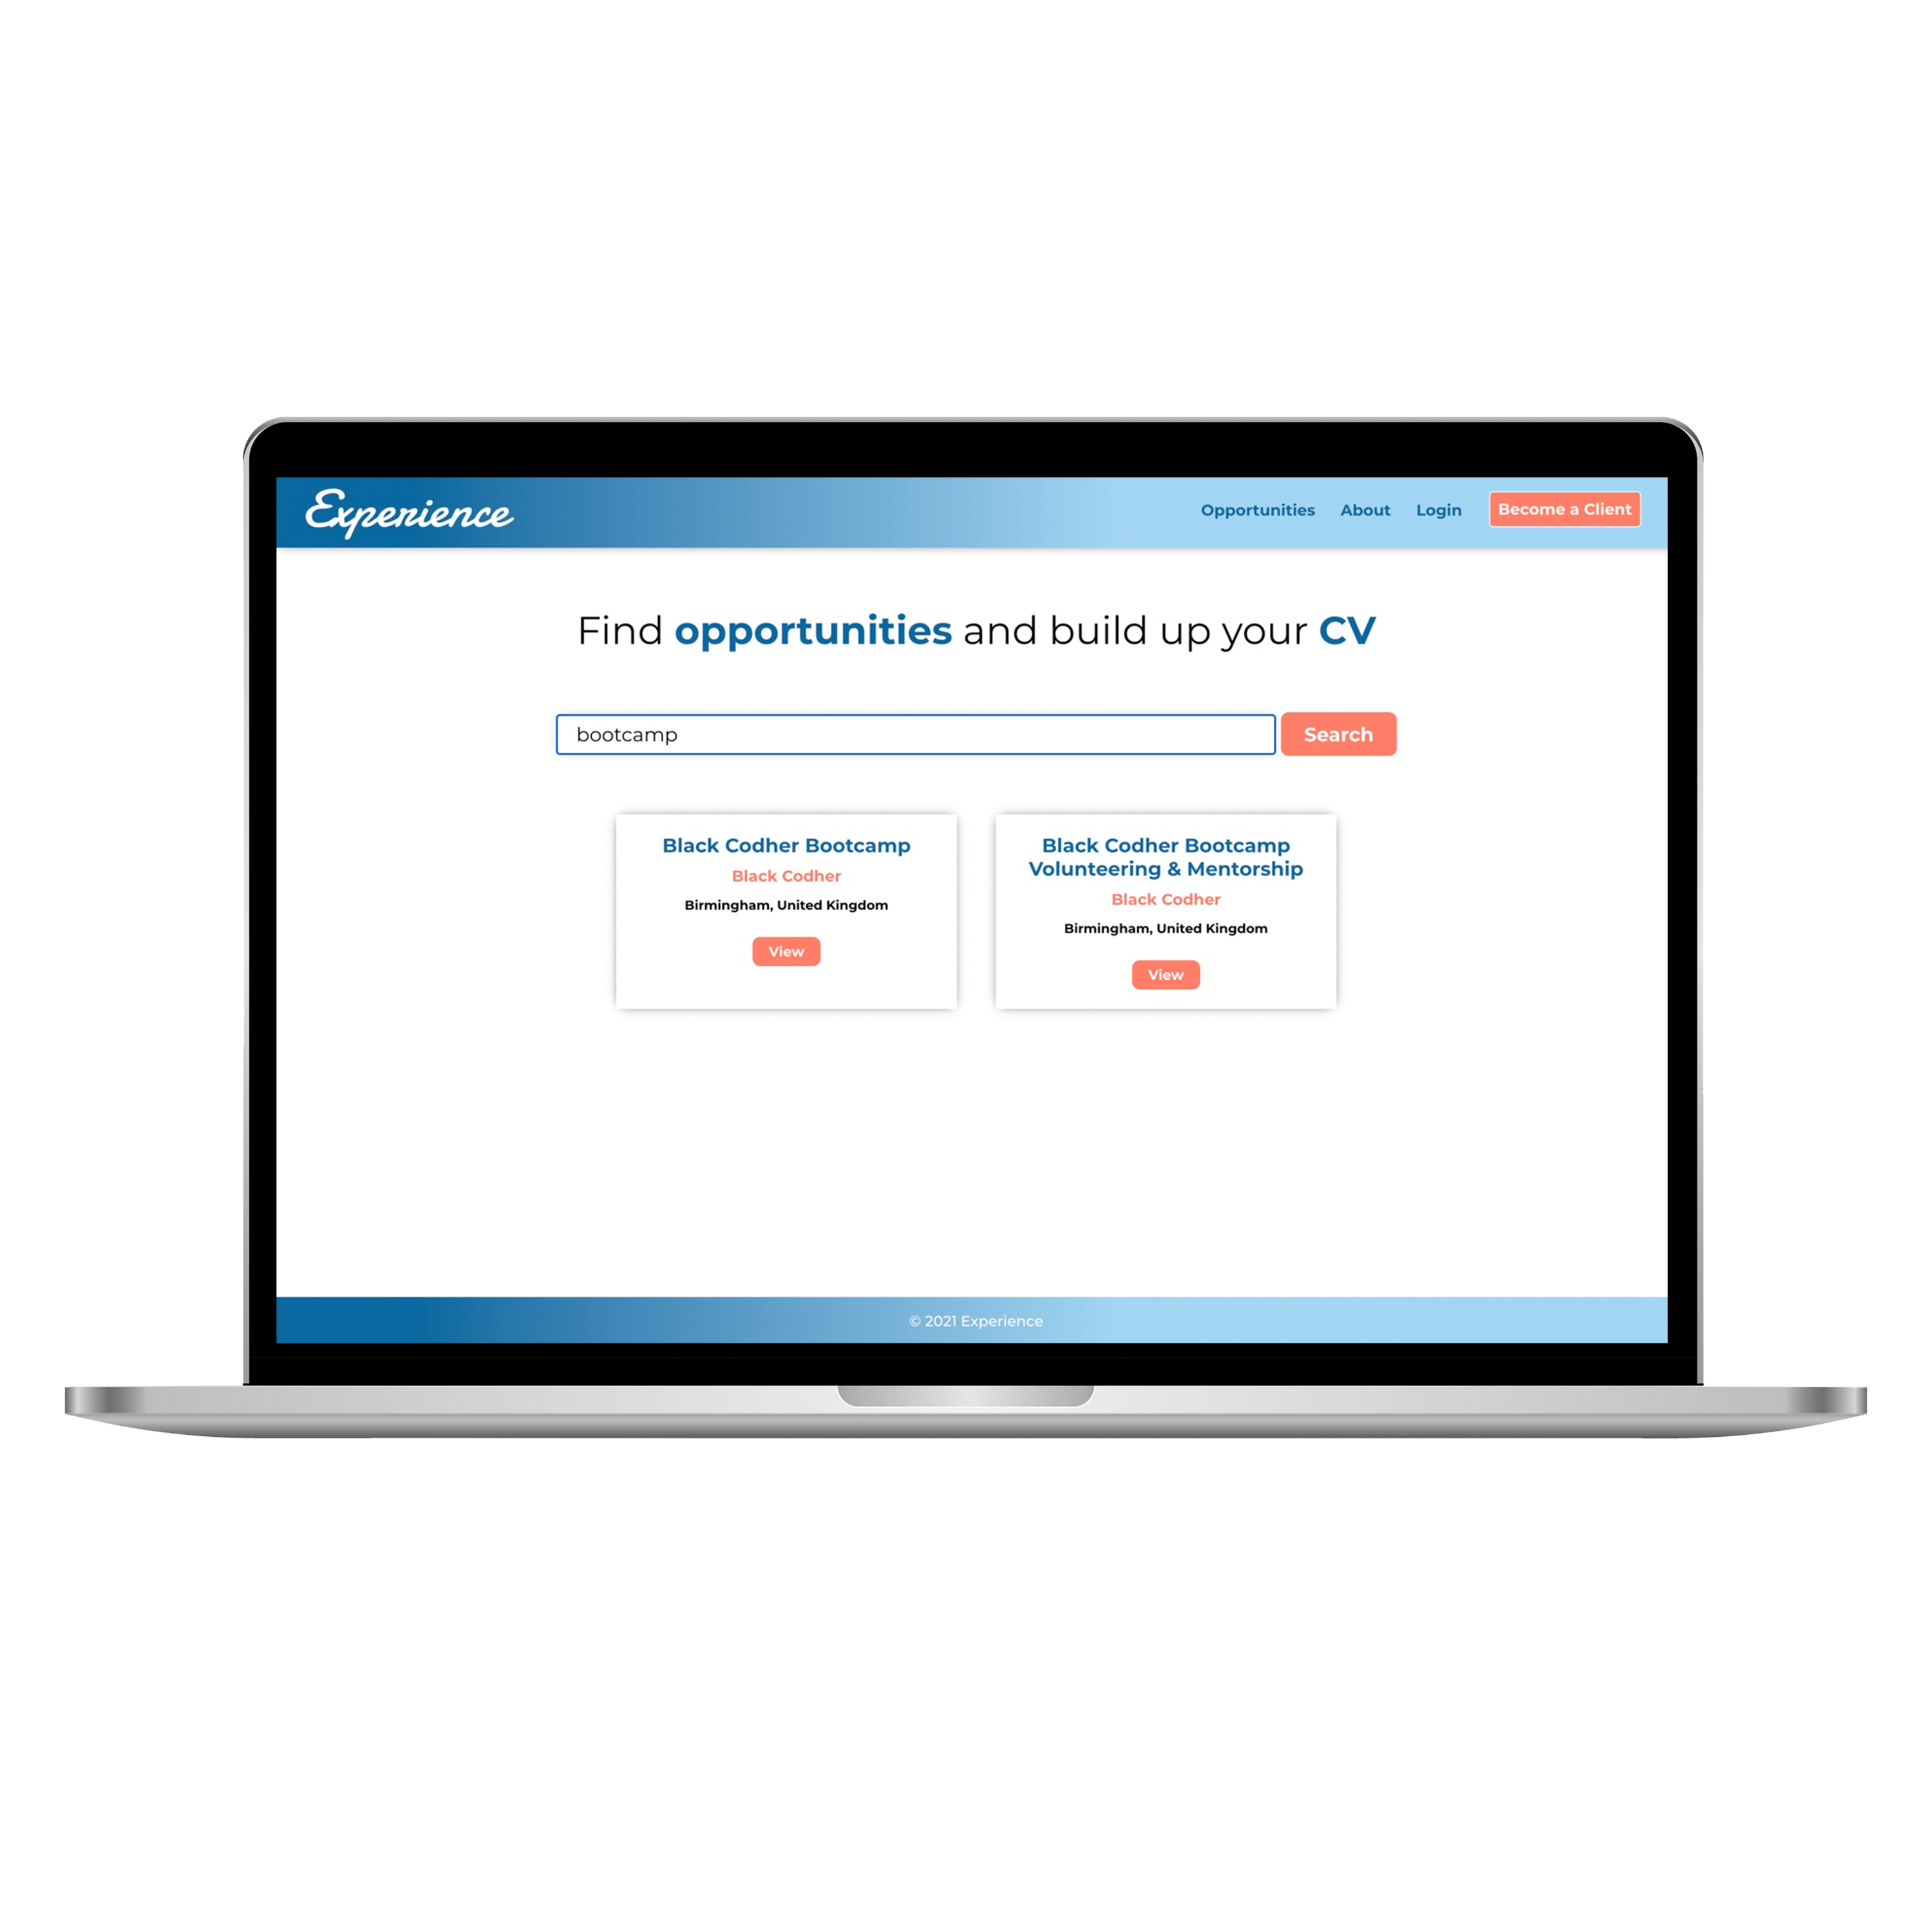 Experience
Opportunities About Login Become a Client
Find opportunities and build up your CV
bootcamp Search
Black Codher Bootcamp
Black Codher
Birmingham, United Kingdom
View
Black Codher Bootcamp
Volunteering & Mentorship
Black Codher
Birmingham, United Kingdom
View
© 2021 Experience